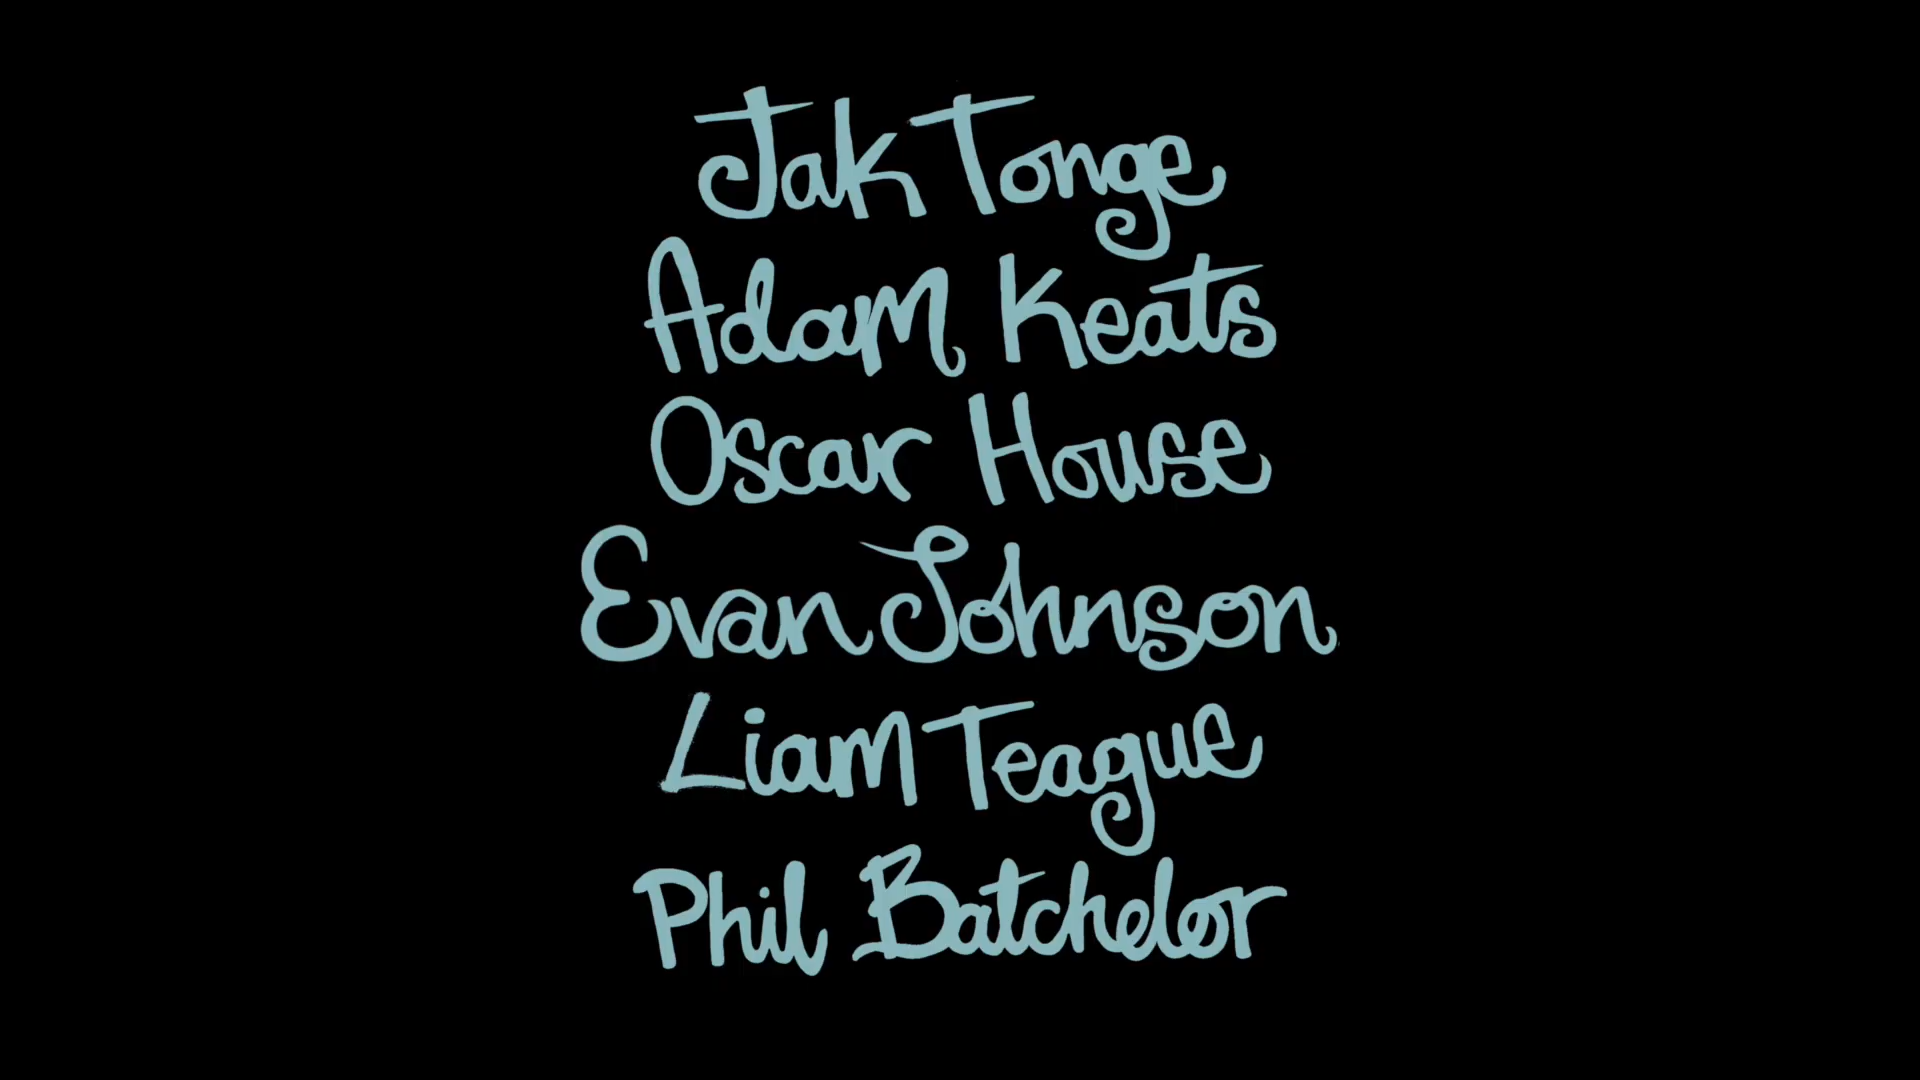 Jak Tonge
Adam Keats
Oscar House
Evan Johnson
Liam Teague
Phil Batchelor